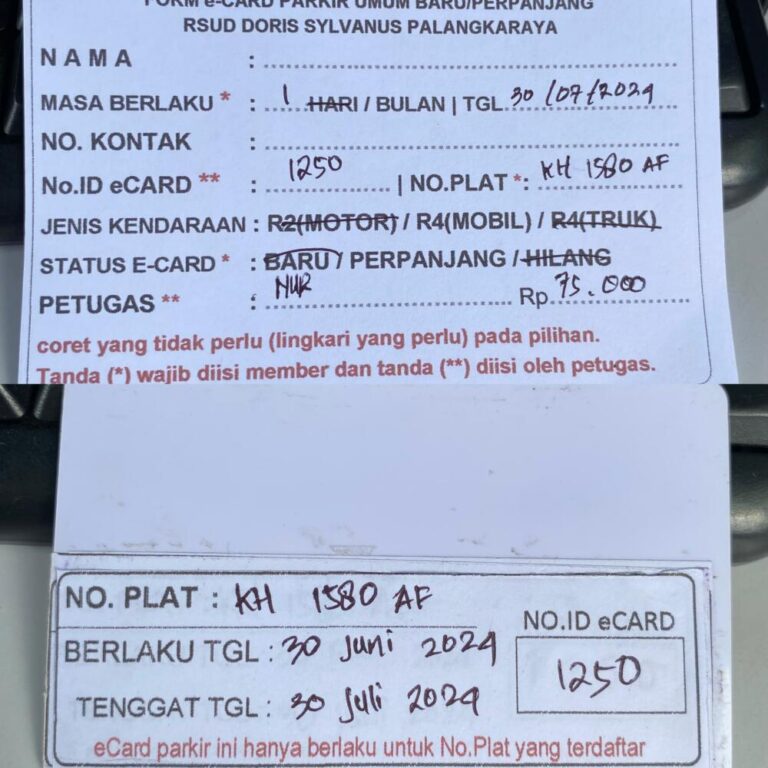 FORM e-CARD PARKIR UMUM BARU/PERPANJANG
RSUD DORIS SYLVANUS PALANGKARAYA
NAMA :
MASA BERLAKU * : 1 HARI / BULAN | TGL 30/07/2024
NO. KONTAK :
No.ID eCARD ** : 1250 | NO.PLAT *: KH 1580 AF
JENIS KENDARAAN : R2(MOTOR) / R4(MOBIL) / R4(TRUK)
STATUS E-CARD * : BARU / PERPANJANG / HILANG
PETUGAS ** : NUR Rp. 75.000
coret yang tidak perlu (lingkari yang perlu) pada pilihan.
Tanda (*) wajib diisi member dan tanda (**) diisi oleh petugas.
NO. PLAT : KH 1580 AF
BERLAKU TGL : 30 Juni 2024
TENGGAT TGL : 30 Juli 2024
NO.ID eCARD
1250
eCard parkir ini hanya berlaku untuk No.Plat yang terdaftar